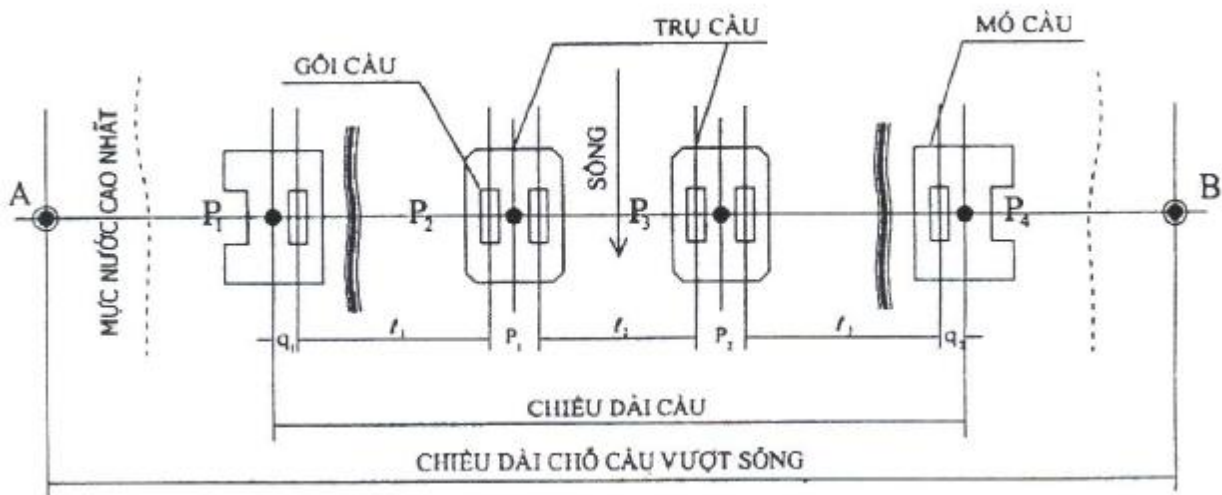 TRỤ CẦU
MỐ CẦU
GỐI CẦU
MỰC NƯỚC CAO NHẤT
SÔNG
A
P₁
P₂
P₃
P₄
B
q₁
ℓ₁
P₁
ℓ₂
P₂
ℓ₃
q₂
CHIỀU DÀI CẦU
CHIỀU DÀI CHỖ CẦU VƯỢT SÔNG